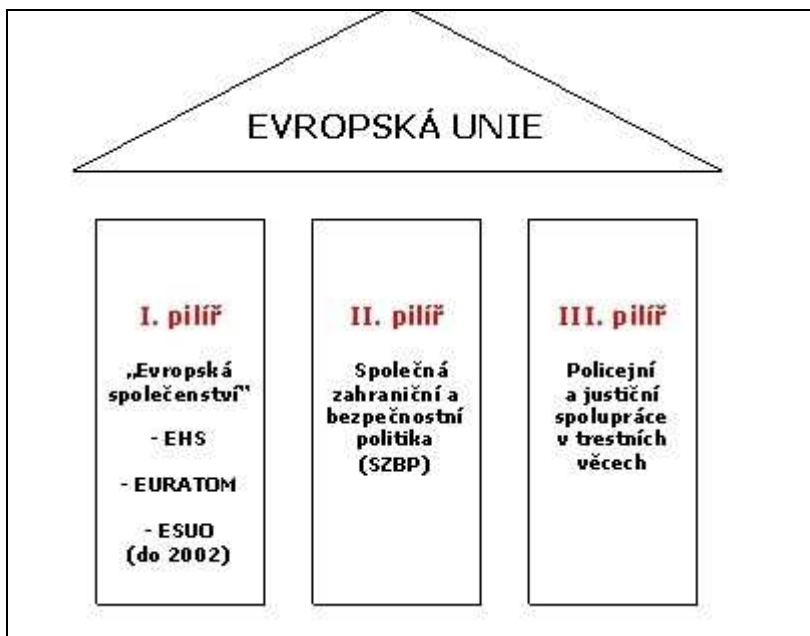 EVROPSKÁ UNIE
I. pilíř
„Evropská
společenství"
- EHS
- EURATOM
- ESUO
(do 2002)
II. pilíř
Společná
zahraniční a
bezpečnostní
politika
(SZBP)
III. pilíř
Policejní
a justiční
spolupráce
v trestních
věcech